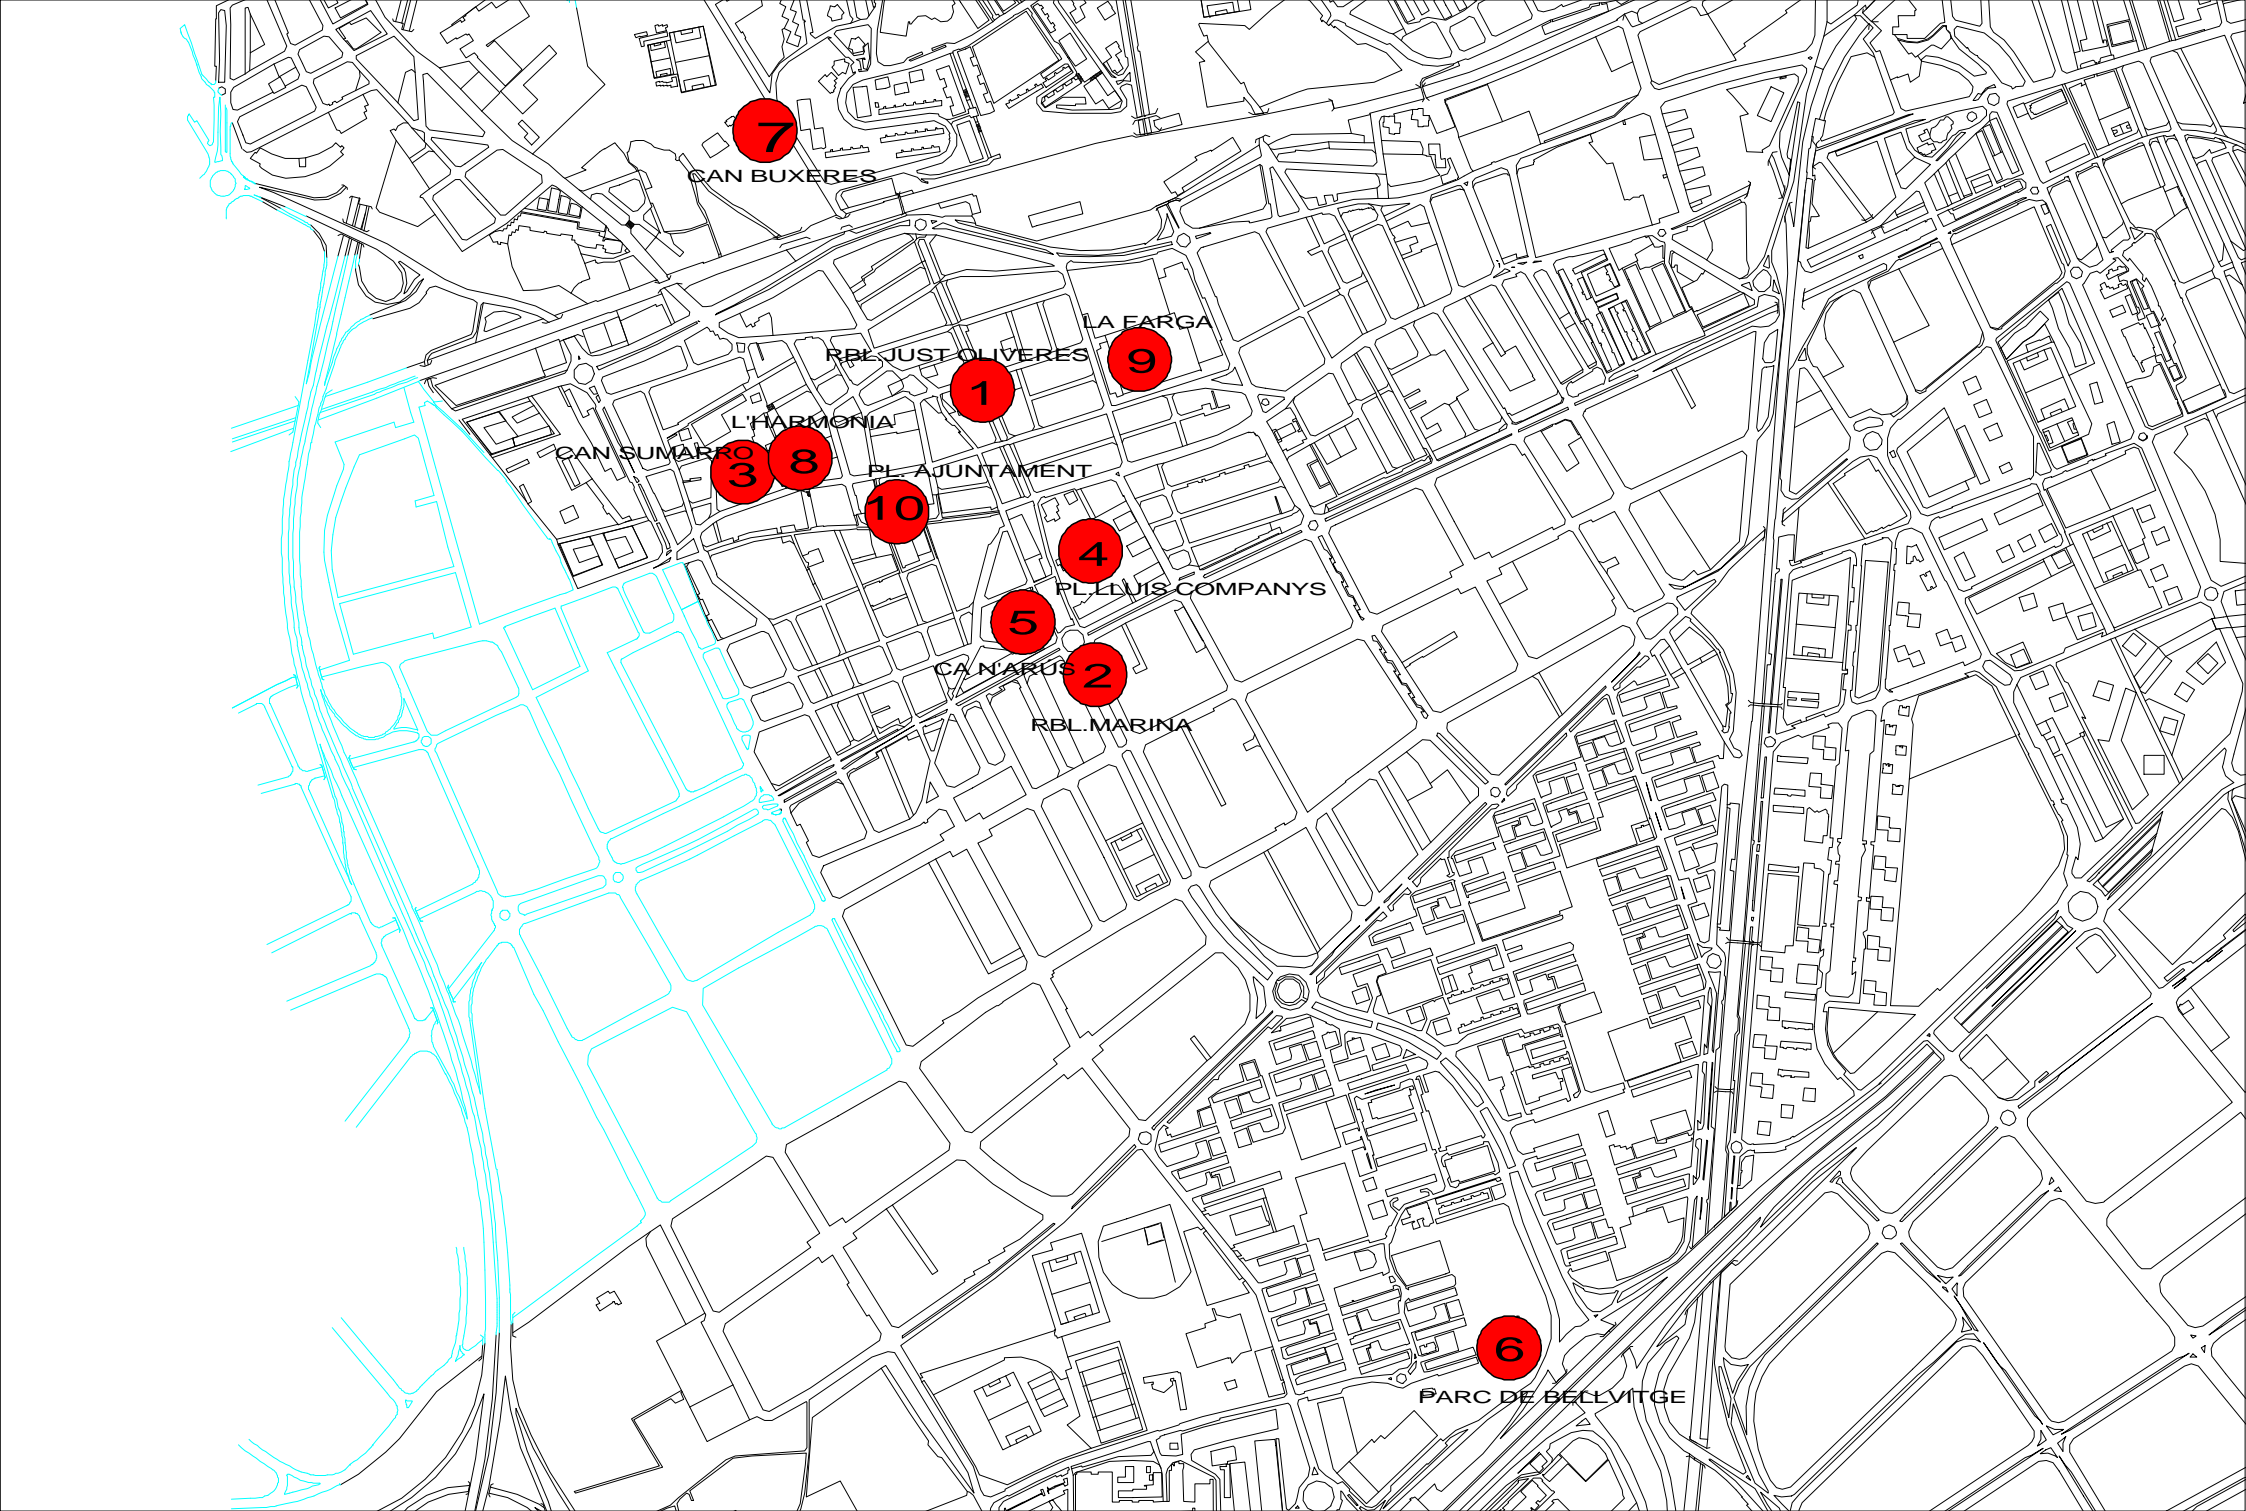 7
CAN BUXERES
LA FARGA
9
RBL.JUST OLIVERES
1
L'HARMONIA
CAN SUMARRO
3
8
PL. AJUNTAMENT
10
4
PL.LLUIS COMPANYS
5
CA N'ARUS
2
RBL.MARINA
6
PARC DE BELLVITGE